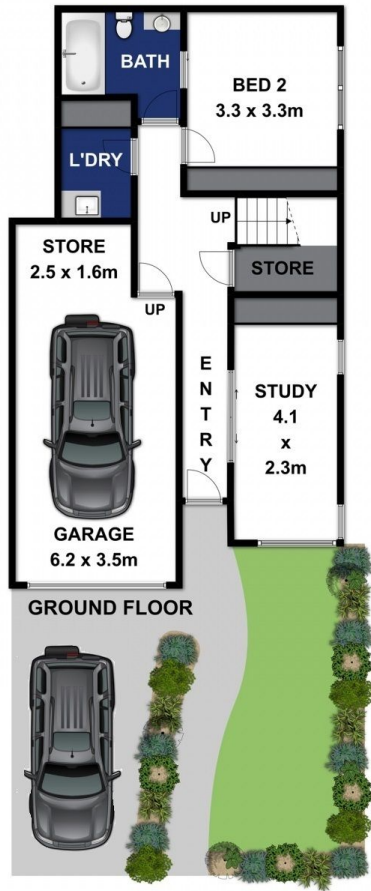 BATH
BED 2
3.3 x 3.3m
L'DRY
UP
STORE
STORE
2.5 x 1.6m
UP
ENTRY
STUDY
4.1
x
2.3m
GARAGE
6.2 x 3.5m
GROUND FLOOR